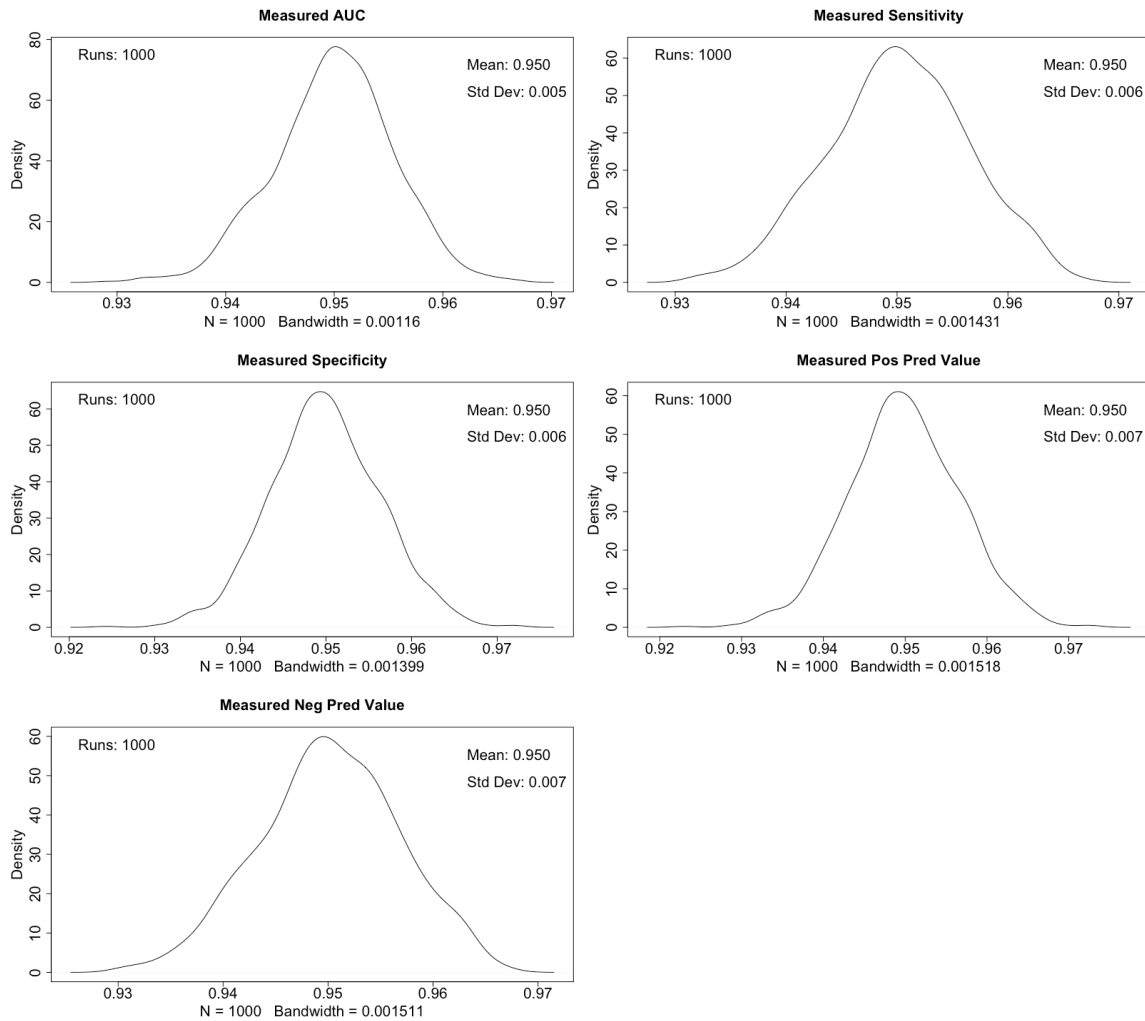 Measured AUC
Runs: 1000
Mean: 0.950
Std Dev: 0.005
Density
0 20 40 60 80
0.93 0.94 0.95 0.96 0.97
N = 1000 Bandwidth = 0.00116
Measured Sensitivity
Runs: 1000
Mean: 0.950
Std Dev: 0.006
Density
0 10 20 30 40 50 60
0.93 0.94 0.95 0.96 0.97
N = 1000 Bandwidth = 0.001431
Measured Specificity
Runs: 1000
Mean: 0.950
Std Dev: 0.006
Density
0 10 20 30 40 50 60
0.92 0.93 0.94 0.95 0.96 0.97
N = 1000 Bandwidth = 0.001399
Measured Pos Pred Value
Runs: 1000
Mean: 0.950
Std Dev: 0.007
Density
0 10 20 30 40 50 60
0.92 0.93 0.94 0.95 0.96 0.97
N = 1000 Bandwidth = 0.001518
Measured Neg Pred Value
Runs: 1000
Mean: 0.950
Std Dev: 0.007
Density
0 10 20 30 40 50 60
0.93 0.94 0.95 0.96 0.97
N = 1000 Bandwidth = 0.001511